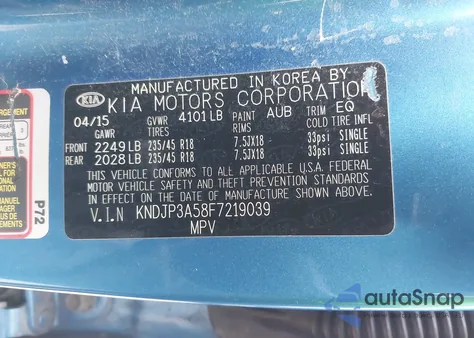 MANUFACTURED IN KOREA BY
KIA KIA MOTORS CORPORATION
04/15 GVWR 4101 LB PAINT AUB TRIM EQ
GAWR TIRES RIMS COLD TIRE INFL
FRONT 2249 LB 235/45 R18 7.5JX18 33psi SINGLE
REAR 2028 LB 235/45 R18 7.5JX18 33psi SINGLE
THIS VEHICLE CONFORMS TO ALL APPLICABLE U.S.A FEDERAL
MOTOR VEHICLE SAFETY AND THEFT PREVENTION STANDARDS
IN EFFECT ON THE DATE OF MANUFACTURE SHOWN ABOVE.
V.I.N KNDJP3A58F7219039
MPV
P72
autoSnap